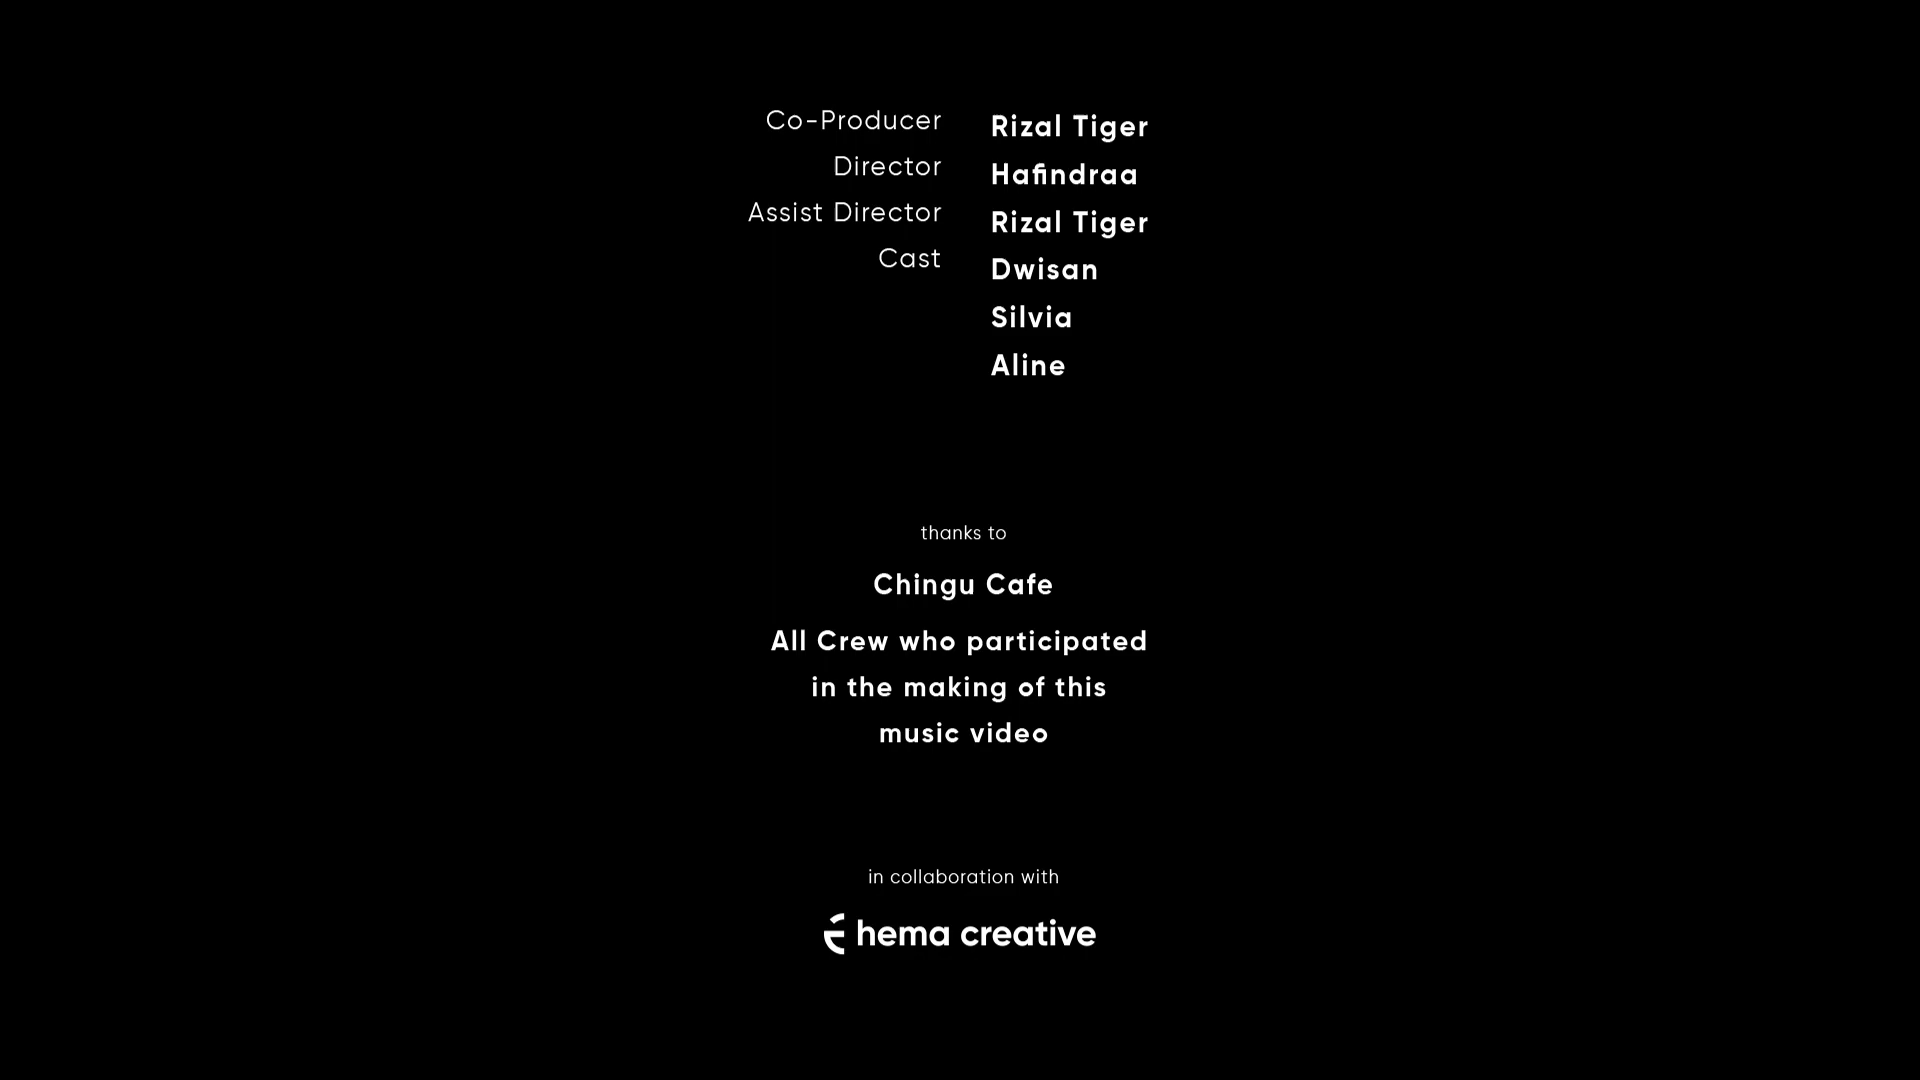 Co-Producer Rizal Tiger
Director Hafindraa
Assist Director Rizal Tiger
Cast Dwisan
Silvia
Aline
thanks to
Chingu Cafe
All Crew who participated
in the making of this
music video
in collaboration with
hema creative